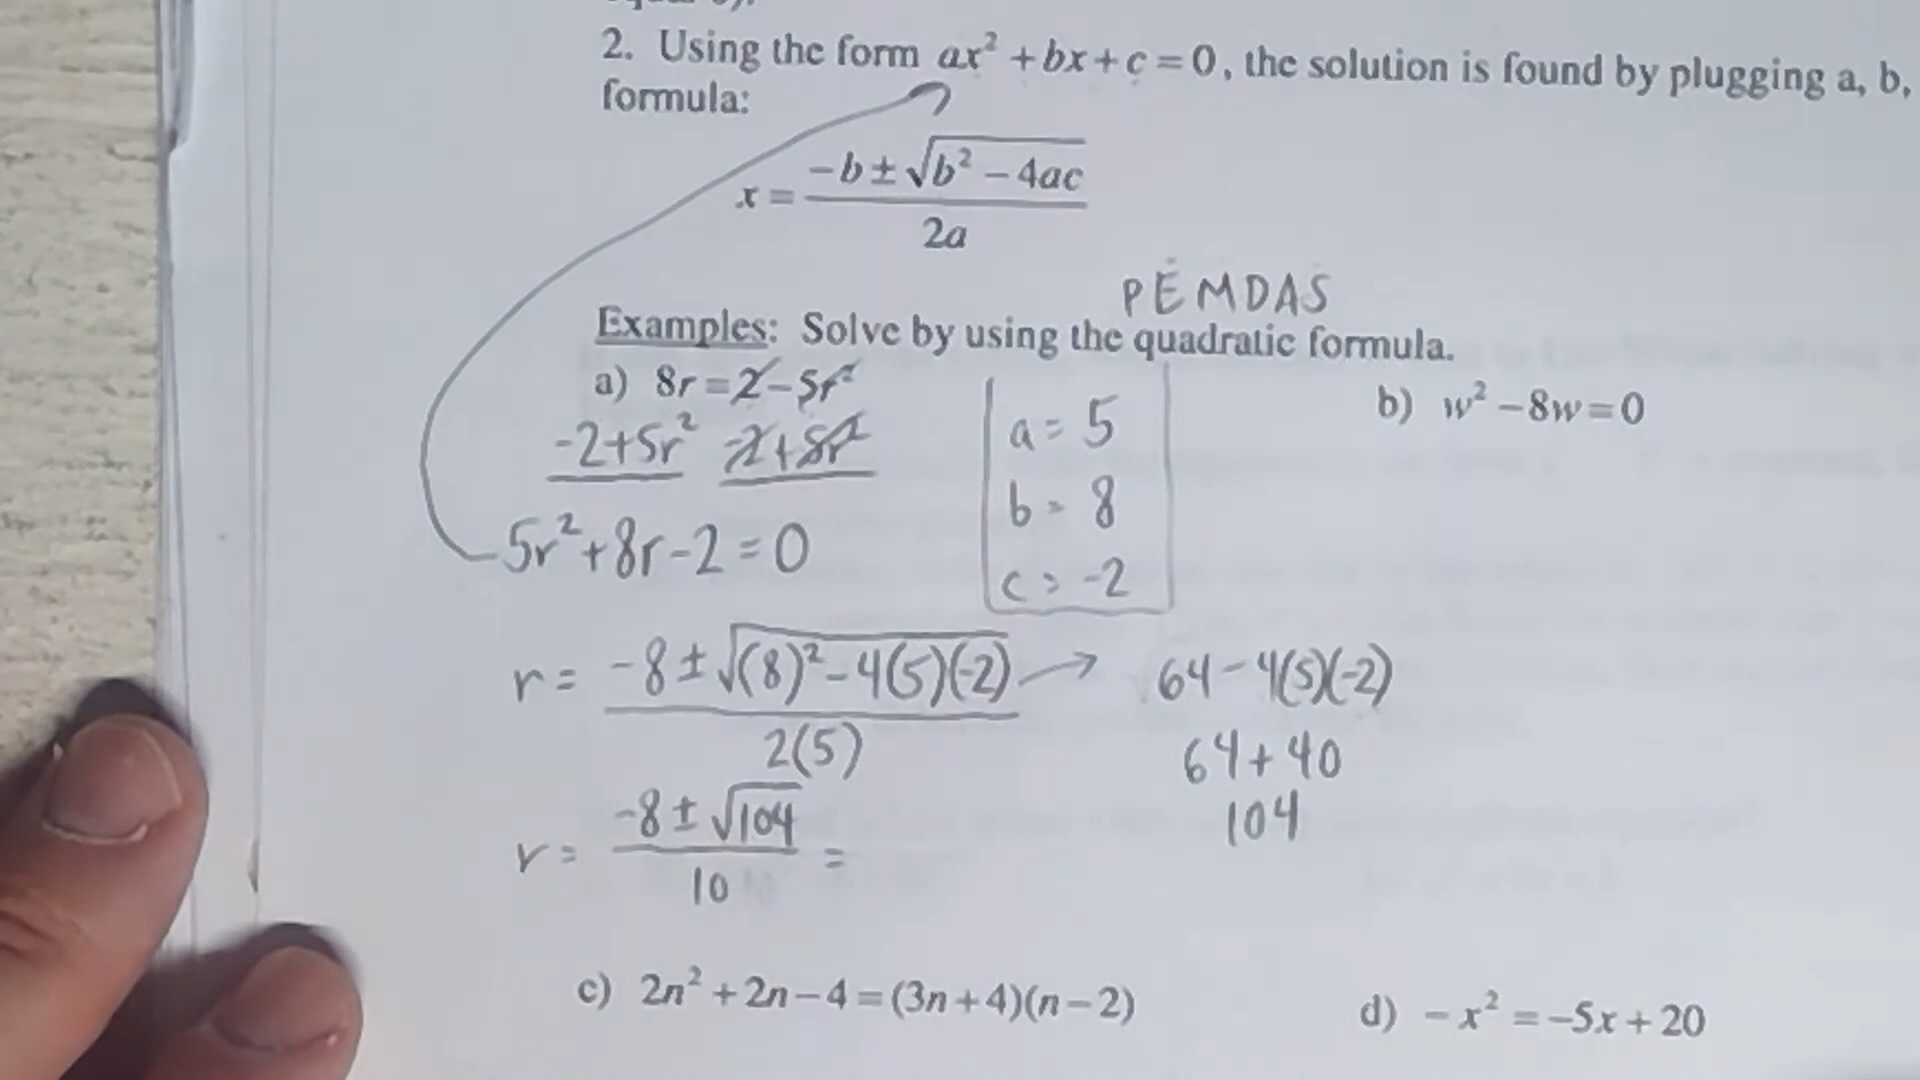 2. Using the form ax² + bx + c = 0, the solution is found by plugging a, b,
formula:
x = (-b ± √(b² - 4ac)) / 2a
PEMDAS
Examples: Solve by using the quadratic formula.
a) 8r = 2 - 5r²
-2+5r² -2+5r²
5r²+8r-2=0
a = 5
b = 8
c = -2
b) w² - 8w = 0
r = (-8 ± √((8)² - 4(5)(-2))) / 2(5) → 64 - 4(5)(-2)
64 + 40
104
r = (-8 ± √104) / 10 =
c) 2n² + 2n - 4 = (3n + 4)(n - 2)
d) -x² = -5x + 20